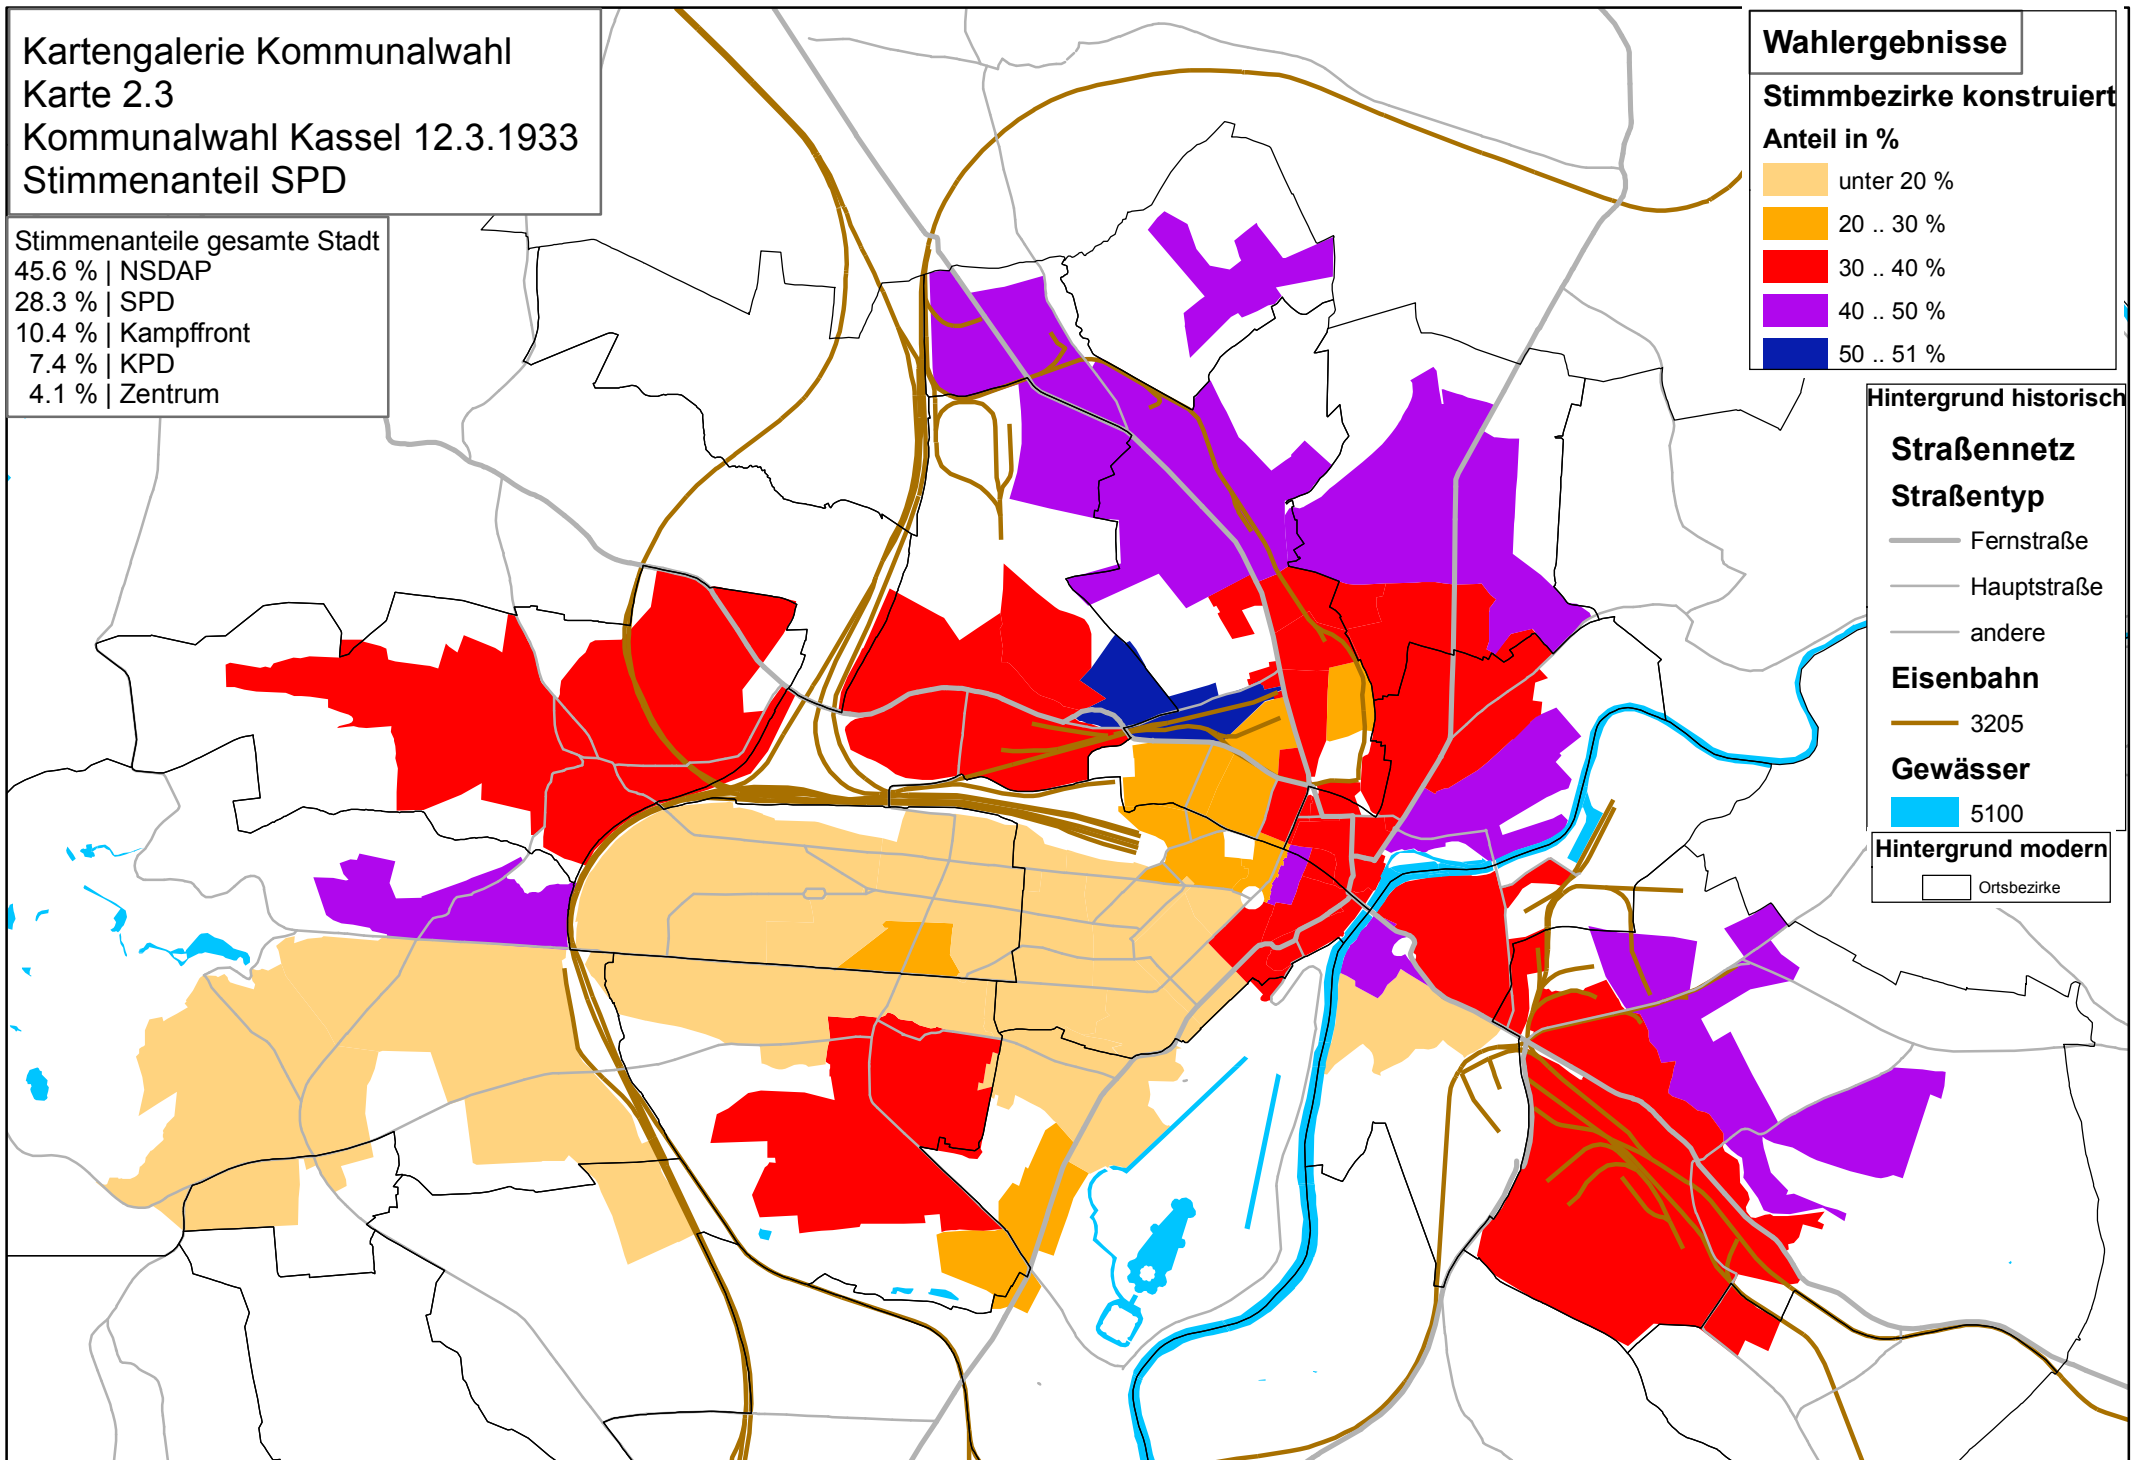 Kartengalerie Kommunalwahl
Karte 2.3
Kommunalwahl Kassel 12.3.1933
Stimmenanteil SPD
Stimmenanteile gesamte Stadt
45.6 % | NSDAP
28.3 % | SPD
10.4 % | Kampffront
7.4 % | KPD
4.1 % | Zentrum
Wahlergebnisse
Stimmbezirke konstruiert
Anteil in %
unter 20 %
20 .. 30 %
30 .. 40 %
40 .. 50 %
50 .. 51 %
Hintergrund historisch
Straßennetz
Straßentyp
Fernstraße
Hauptstraße
andere
Eisenbahn
3205
Gewässer
5100
Hintergrund modern
Ortsbezirke